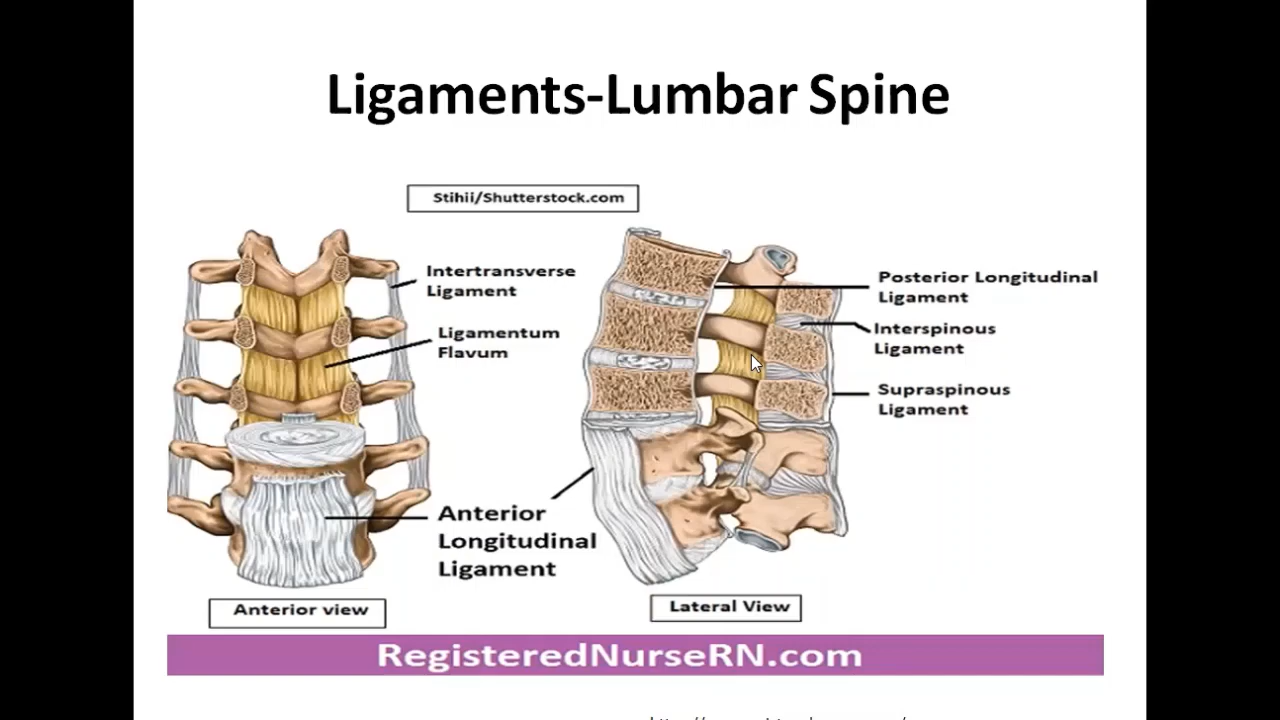 Ligaments-Lumbar Spine
Stihii/Shutterstock.com
Intertransverse
Ligament
Ligamentum
Flavum
Anterior
Longitudinal
Ligament
Anterior view
Posterior Longitudinal
Ligament
Interspinous
Ligament
Supraspinous
Ligament
Lateral View
RegisteredNurseRN.com